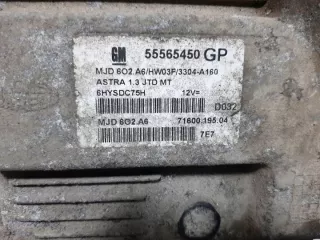 GM 55565450 GP
MJD 6O2.A6/HW03F/3304-A160
ASTRA 1.3 JTD MT
6HYSDC75H 12V=
D032
MJD 6O2.A6 71600.195.04
7E7